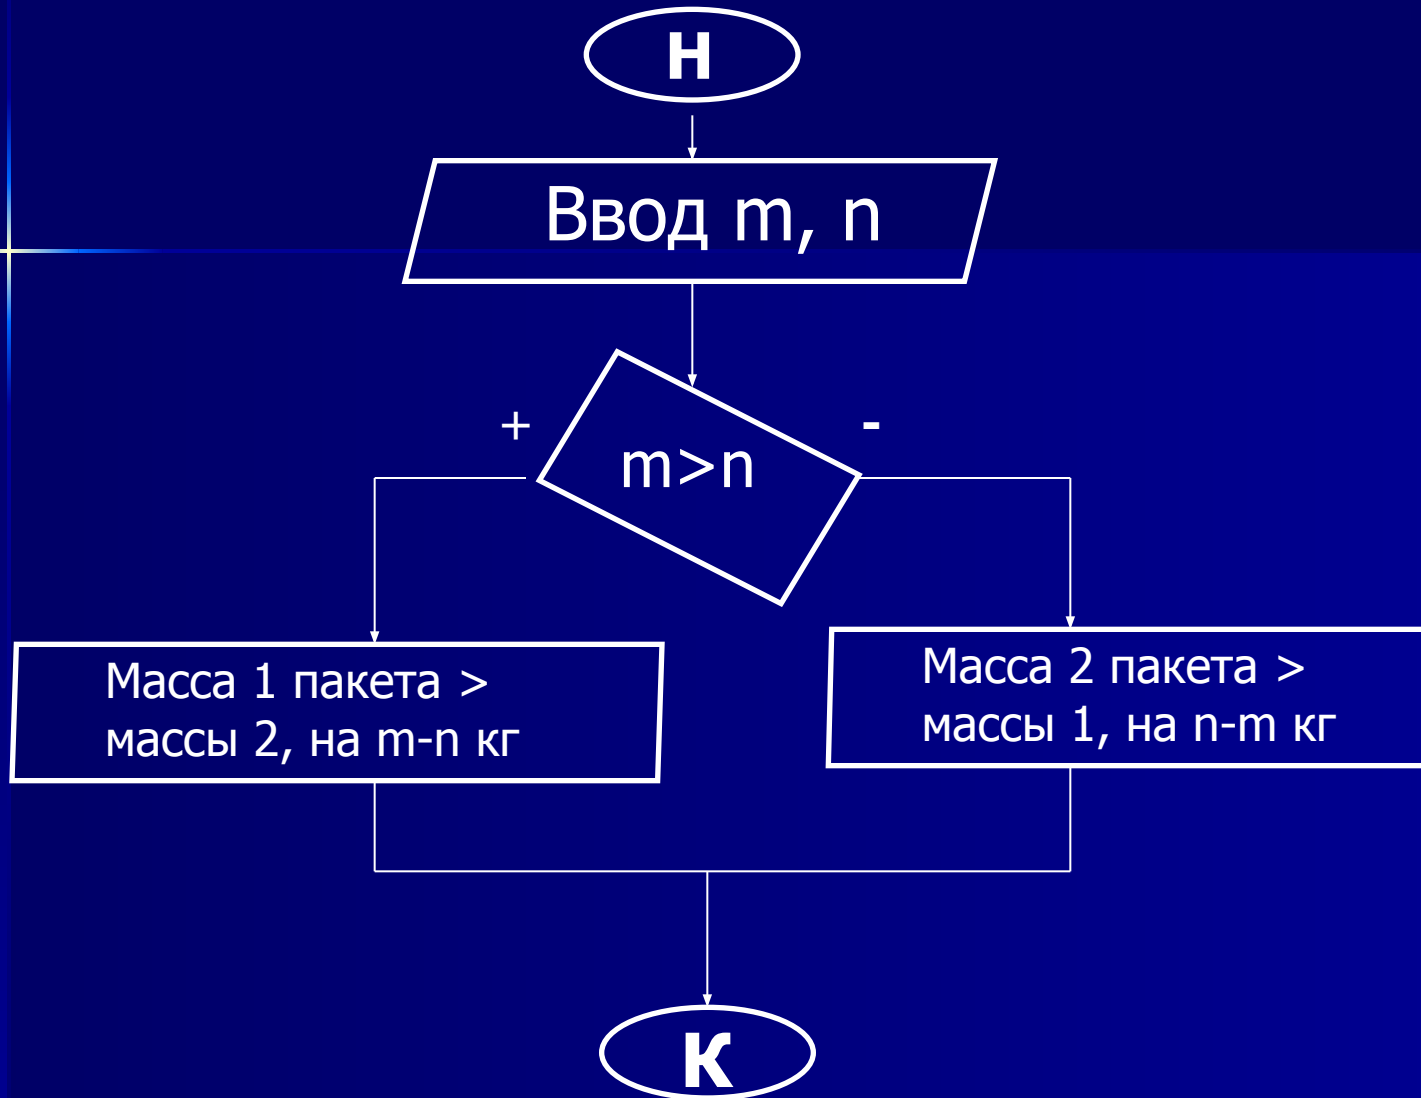 Н
Ввод m, n
+
-
m>n
Масса 1 пакета >
массы 2, на m-n кг
Масса 2 пакета >
массы 1, на n-m кг
К